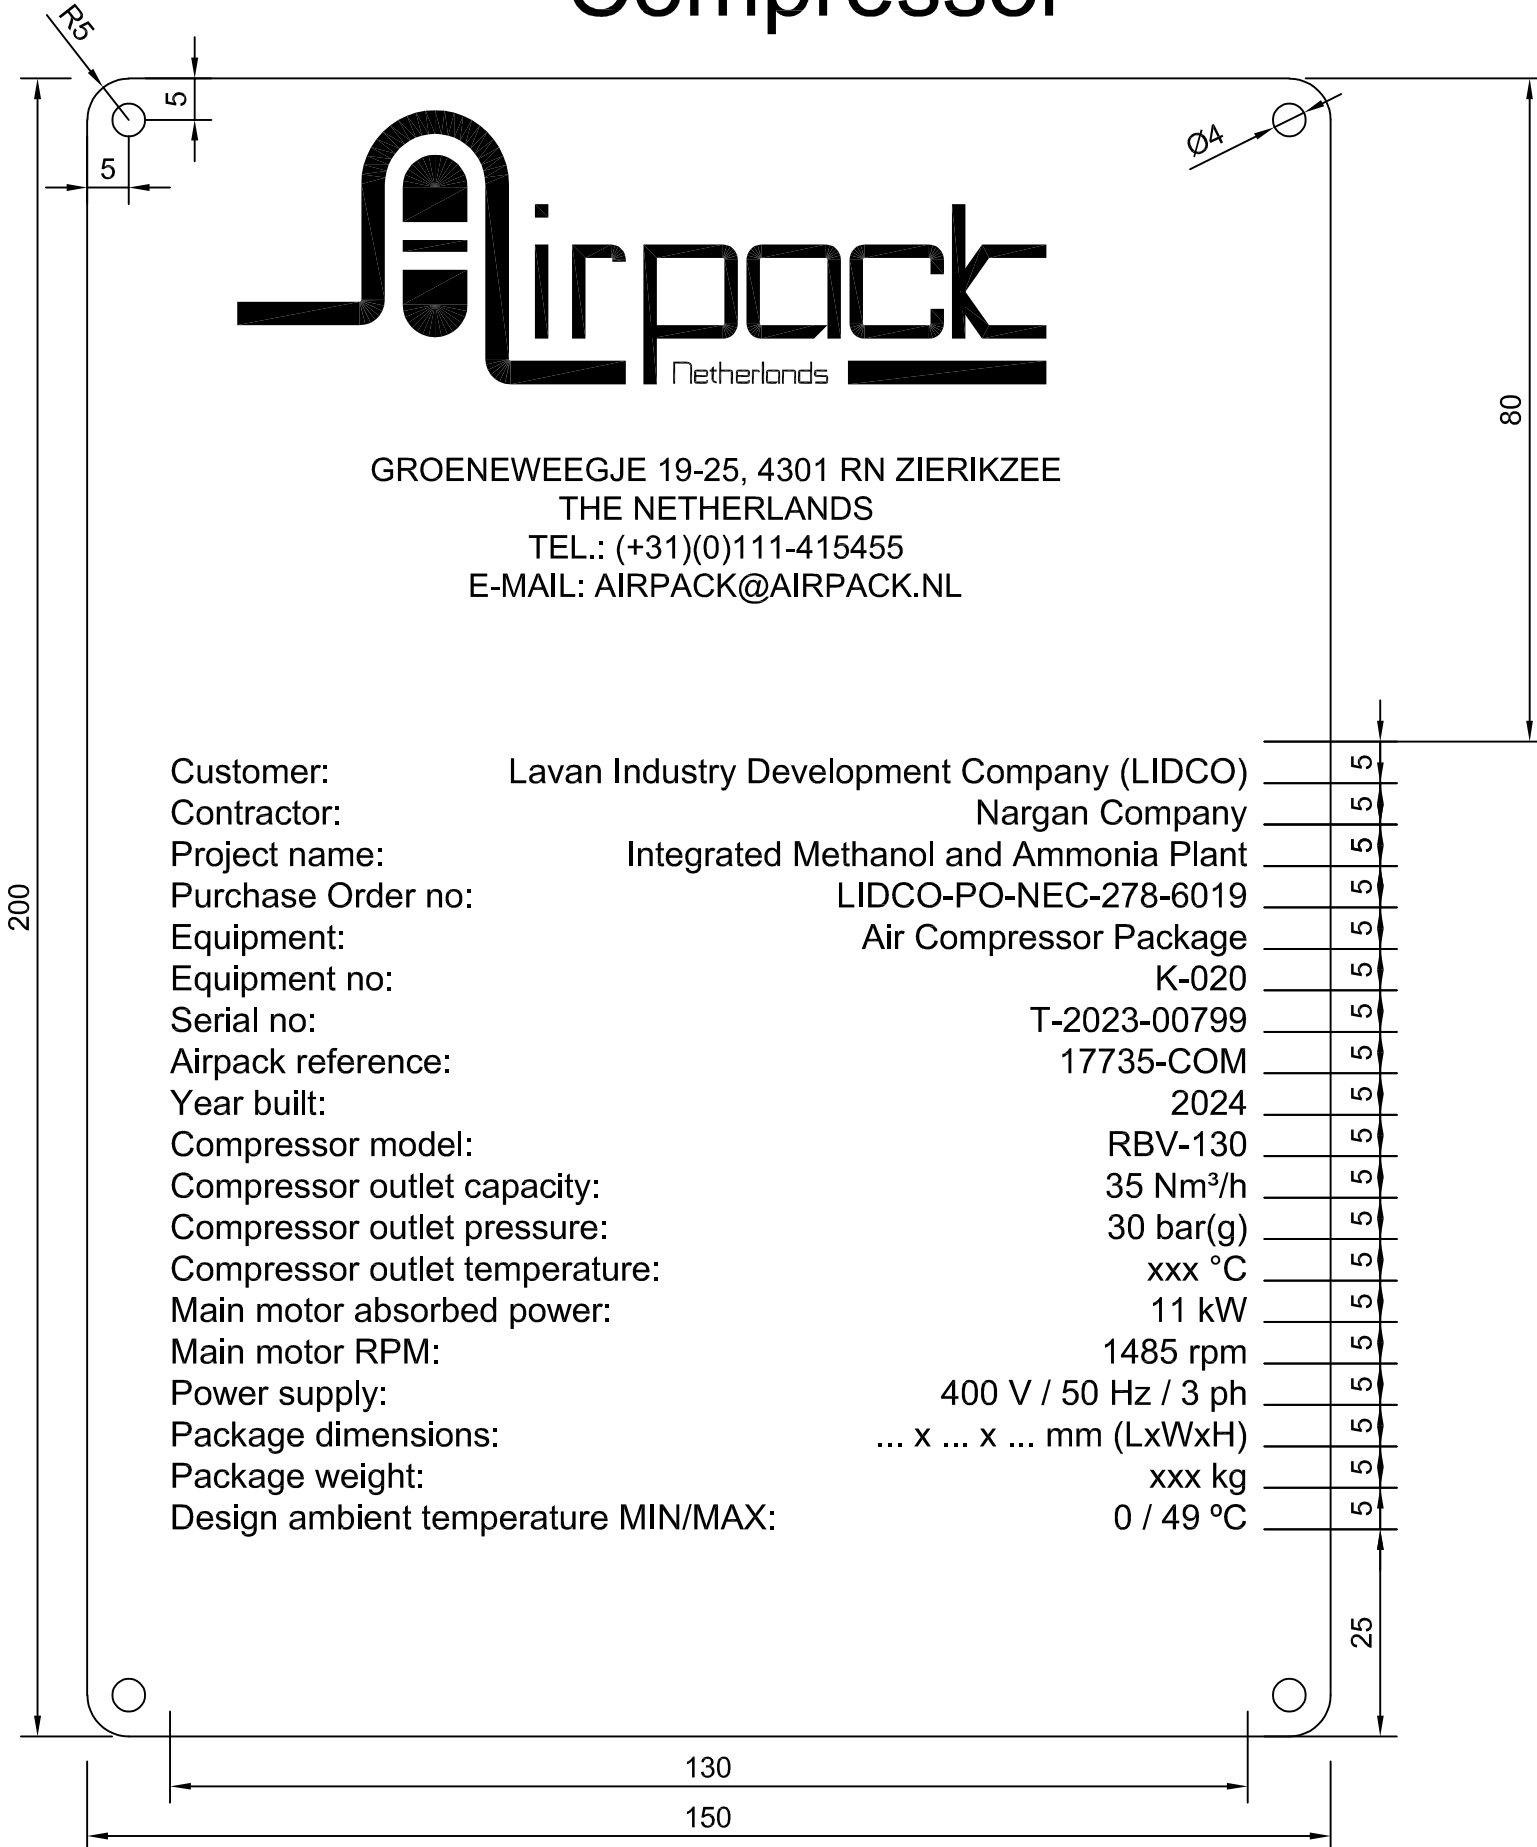 Compressor
R5
5
5
Ø4
Airpack
Netherlands
80
GROENEWEEGJE 19-25, 4301 RN ZIERIKZEE
THE NETHERLANDS
TEL.: (+31)(0)111-415455
E-MAIL: AIRPACK@AIRPACK.NL
200
Customer: Lavan Industry Development Company (LIDCO) 5
Contractor: Nargan Company 5
Project name: Integrated Methanol and Ammonia Plant 5
Purchase Order no: LIDCO-PO-NEC-278-6019 5
Equipment: Air Compressor Package 5
Equipment no: K-020 5
Serial no: T-2023-00799 5
Airpack reference: 17735-COM 5
Year built: 2024 5
Compressor model: RBV-130 5
Compressor outlet capacity: 35 Nm³/h 5
Compressor outlet pressure: 30 bar(g) 5
Compressor outlet temperature: xxx °C 5
Main motor absorbed power: 11 kW 5
Main motor RPM: 1485 rpm 5
Power supply: 400 V / 50 Hz / 3 ph 5
Package dimensions: ... x ... x ... mm (LxWxH) 5
Package weight: xxx kg 5
Design ambient temperature MIN/MAX: 0 / 49 ºC 5
25
130
150